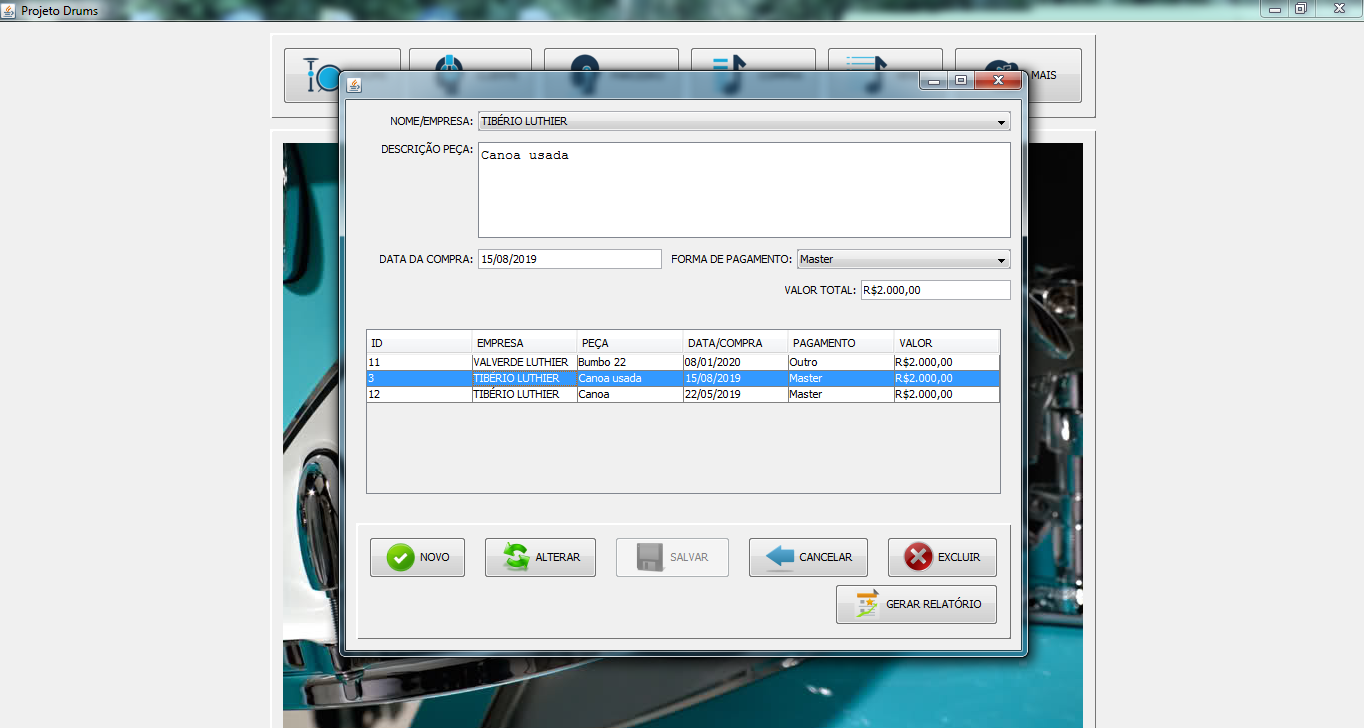 Projeto Drums
MAIS
NOME/EMPRESA: TIBÉRIO LUTHIER
DESCRIÇÃO PEÇA: Canoa usada
DATA DA COMPRA: 15/08/2019 FORMA DE PAGAMENTO: Master
VALOR TOTAL: R$2.000,00
ID EMPRESA PEÇA DATA/COMPRA PAGAMENTO VALOR
11 VALVERDE LUTHIER Bumbo 22 08/01/2020 Outro R$2.000,00
3 TIBÉRIO LUTHIER Canoa usada 15/08/2019 Master R$2.000,00
12 TIBÉRIO LUTHIER Canoa 22/05/2019 Master R$2.000,00
NOVO ALTERAR SALVAR CANCELAR EXCLUIR
GERAR RELATÓRIO